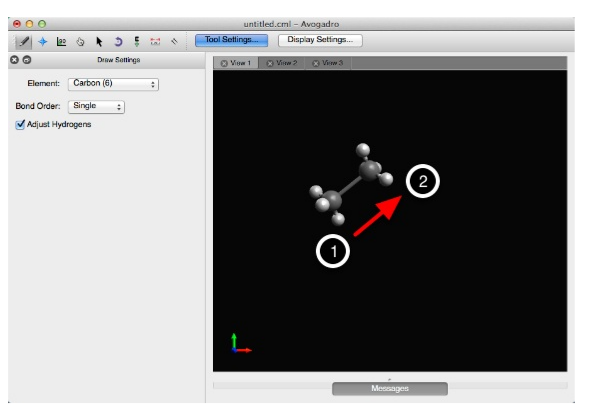 untitled.cml - Avogadro
Tool Settings... Display Settings...
Draw Settings
Element: Carbon (6)
Bond Order: Single
Adjust Hydrogens
View 1 View 2 View 3
2
1
Messages